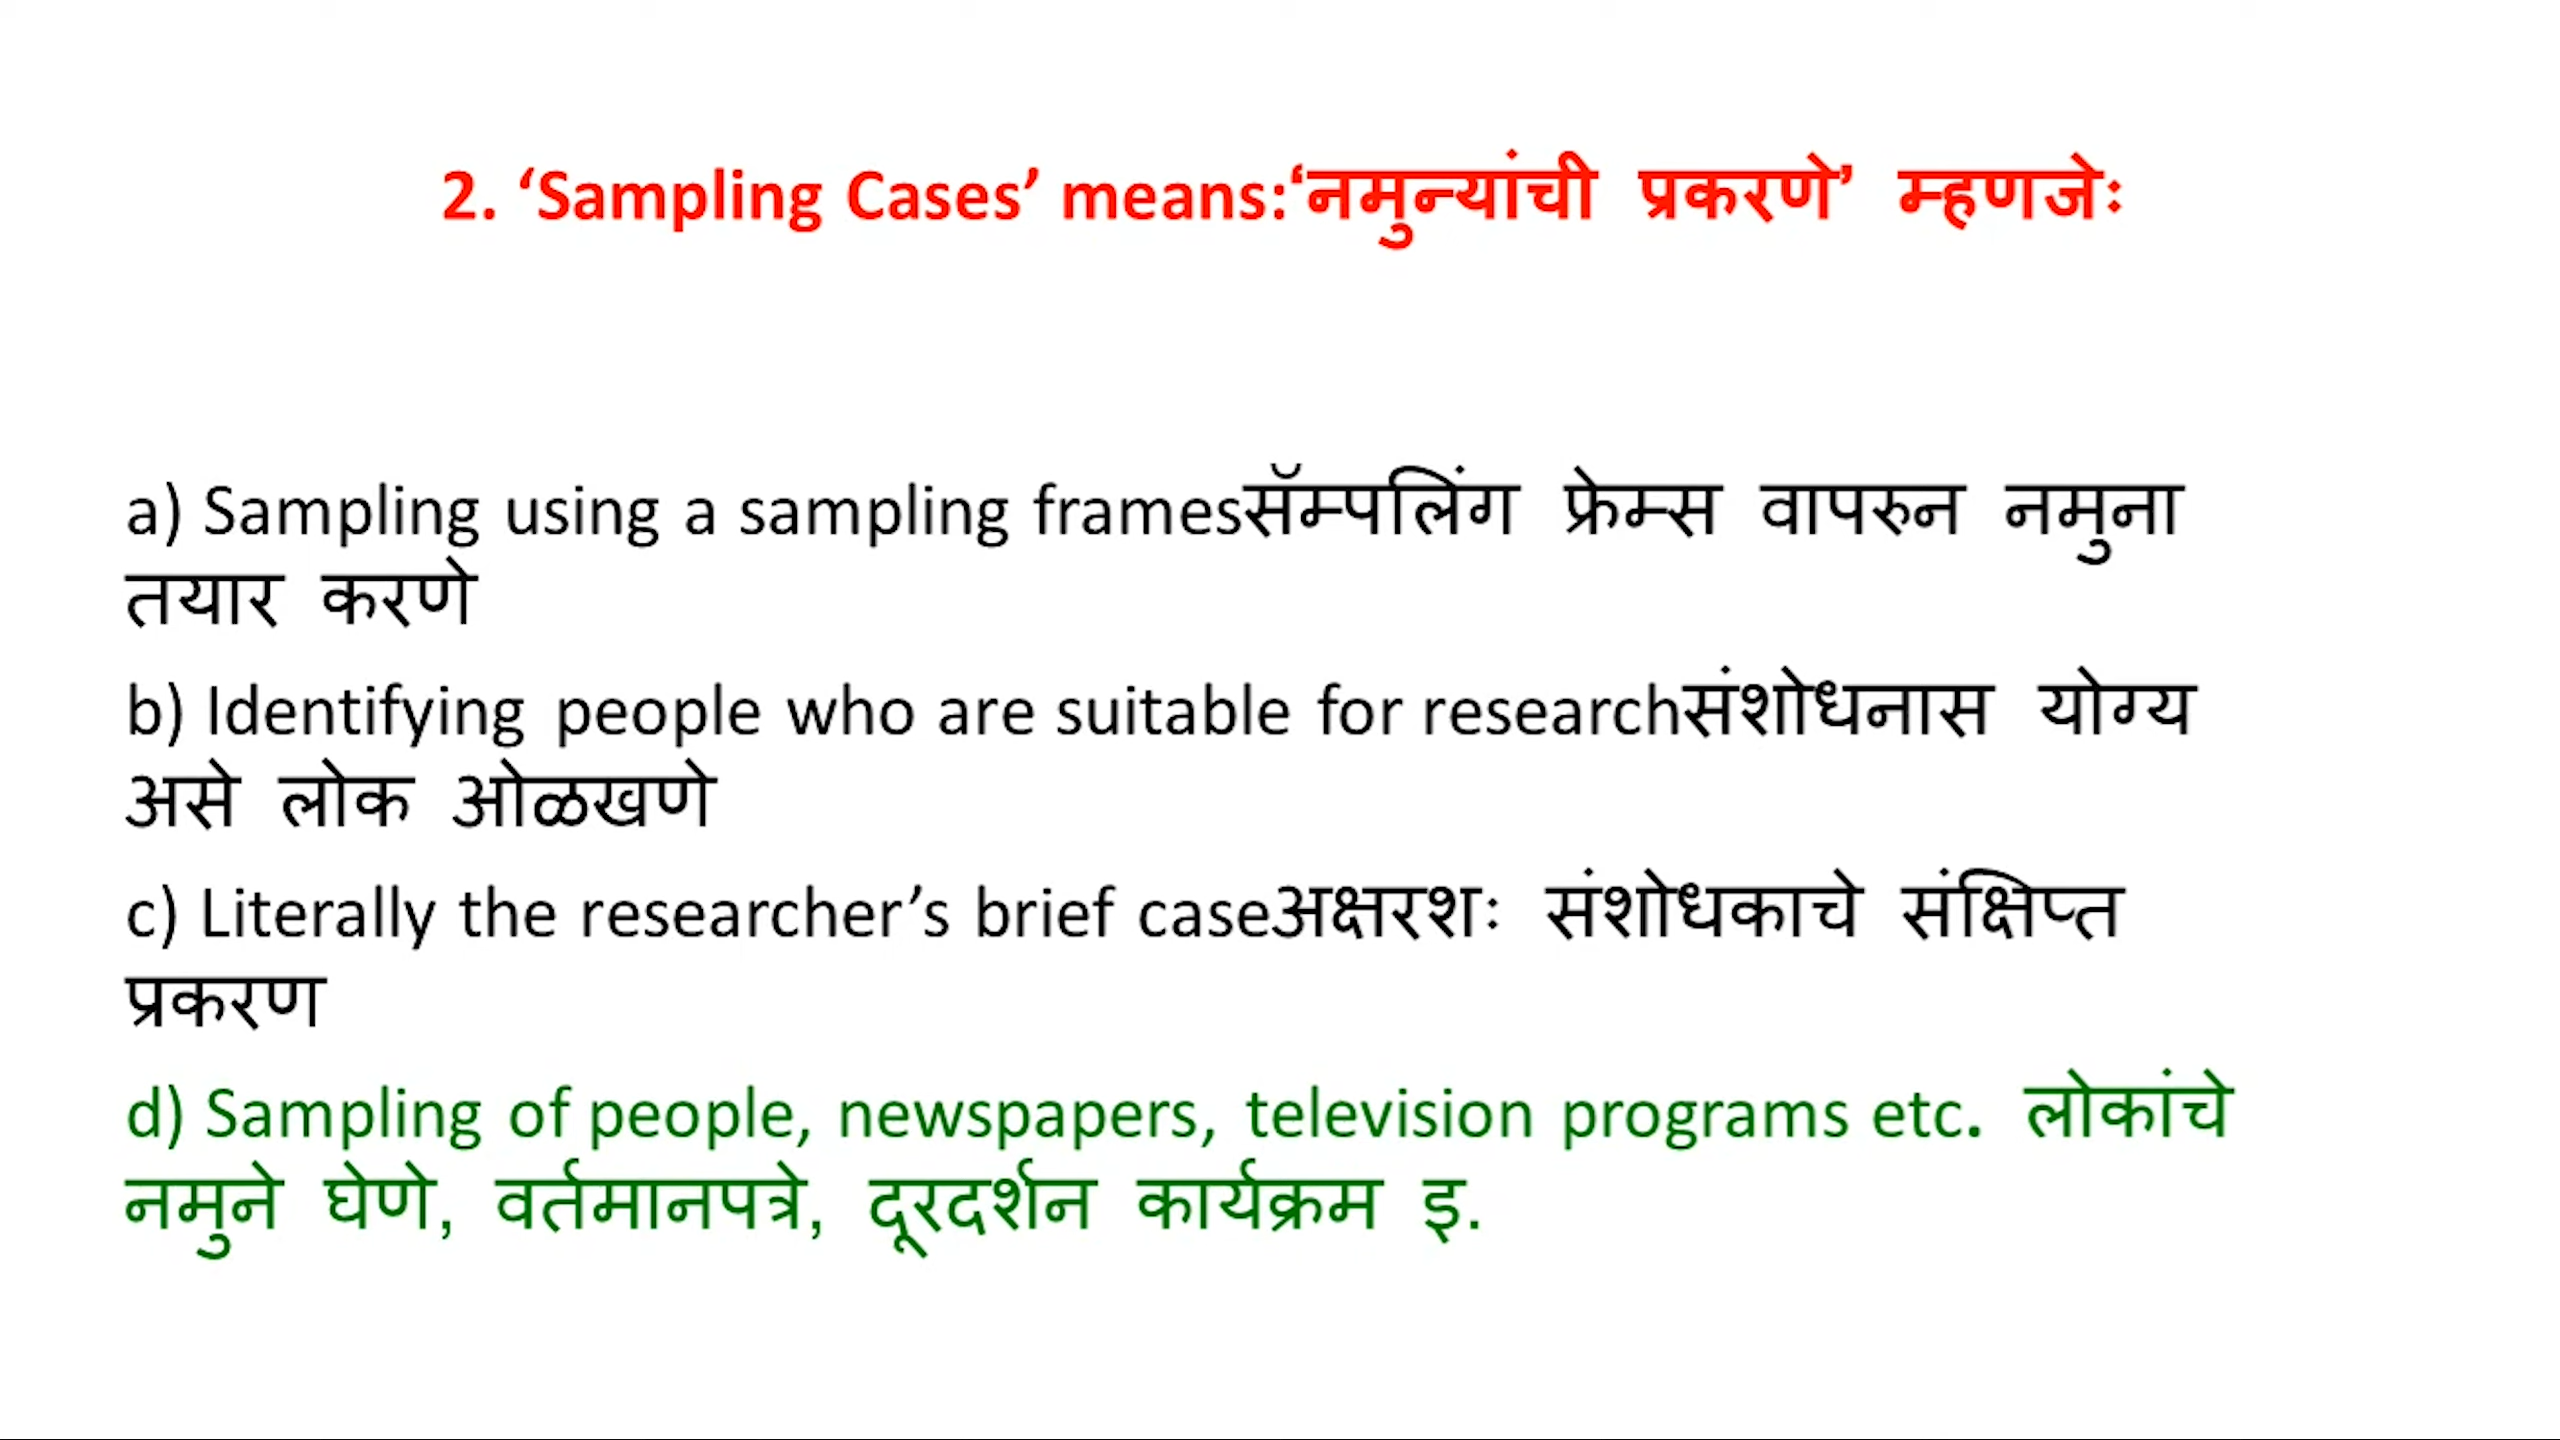 2. ‘Sampling Cases’ means:‘नमुन्यांची प्रकरणे’ म्हणजेः
a) Sampling using a sampling framesसॅम्पलिंग फ्रेम्स वापरुन नमुना
तयार करणे
b) Identifying people who are suitable for researchसंशोधनास योग्य
असे लोक ओळखणे
c) Literally the researcher’s brief caseअक्षरशः संशोधकाचे संक्षिप्त
प्रकरण
d) Sampling of people, newspapers, television programs etc. लोकांचे
नमुने घेणे, वर्तमानपत्रे, दूरदर्शन कार्यक्रम इ.